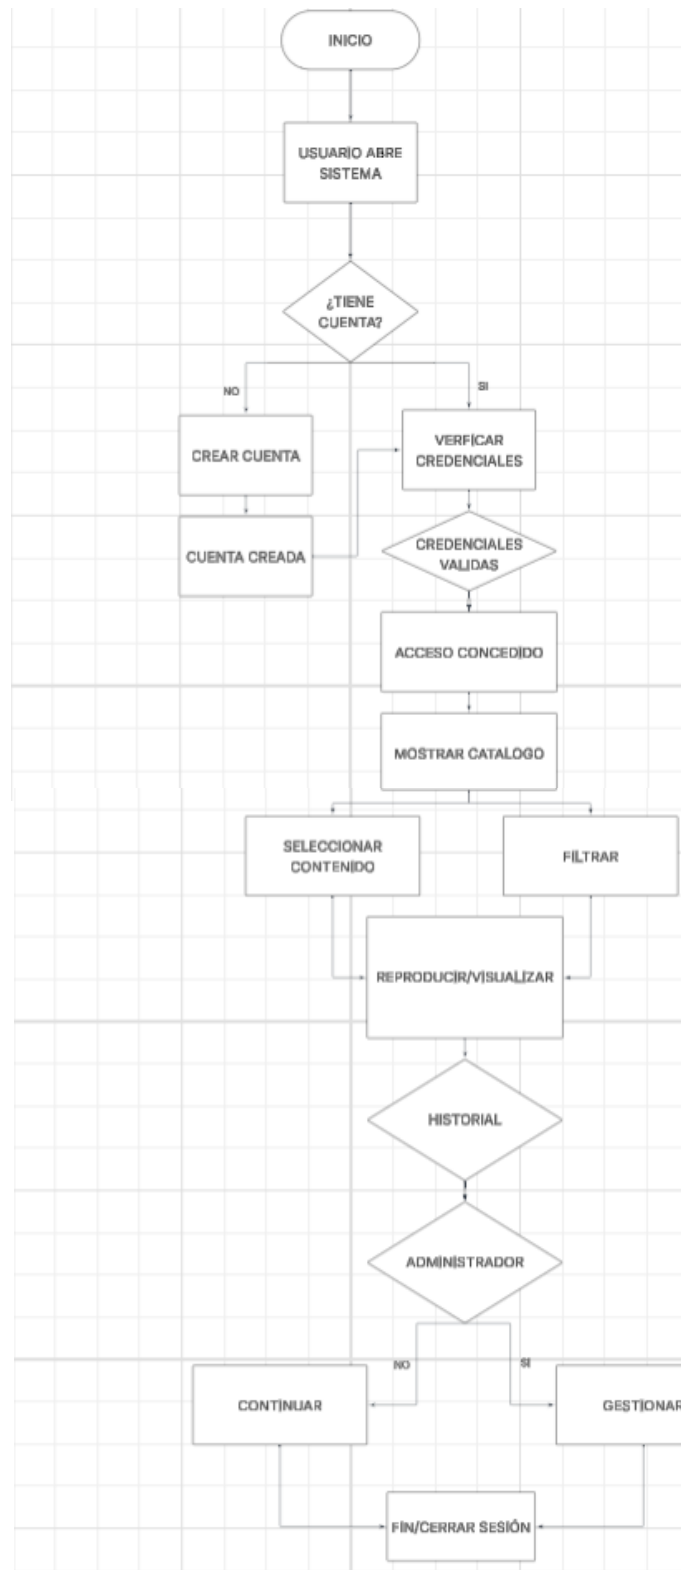 INICIO
USUARIO ABRE
SISTEMA
¿TIENE
CUENTA?
NO
SI
CREAR CUENTA
VERFICAR
CREDENCIALES
CUENTA CREADA
CREDENCIALES
VALIDAS
ACCESO CONCEDIDO
MOSTRAR CATALOGO
SELECCIONAR
CONTENIDO
FILTRAR
REPRODUCIR/VISUALIZAR
HISTORIAL
ADMINISTRADOR
NO
SI
CONTINUAR
GESTIONAR
FIN/CERRAR SESIÓN